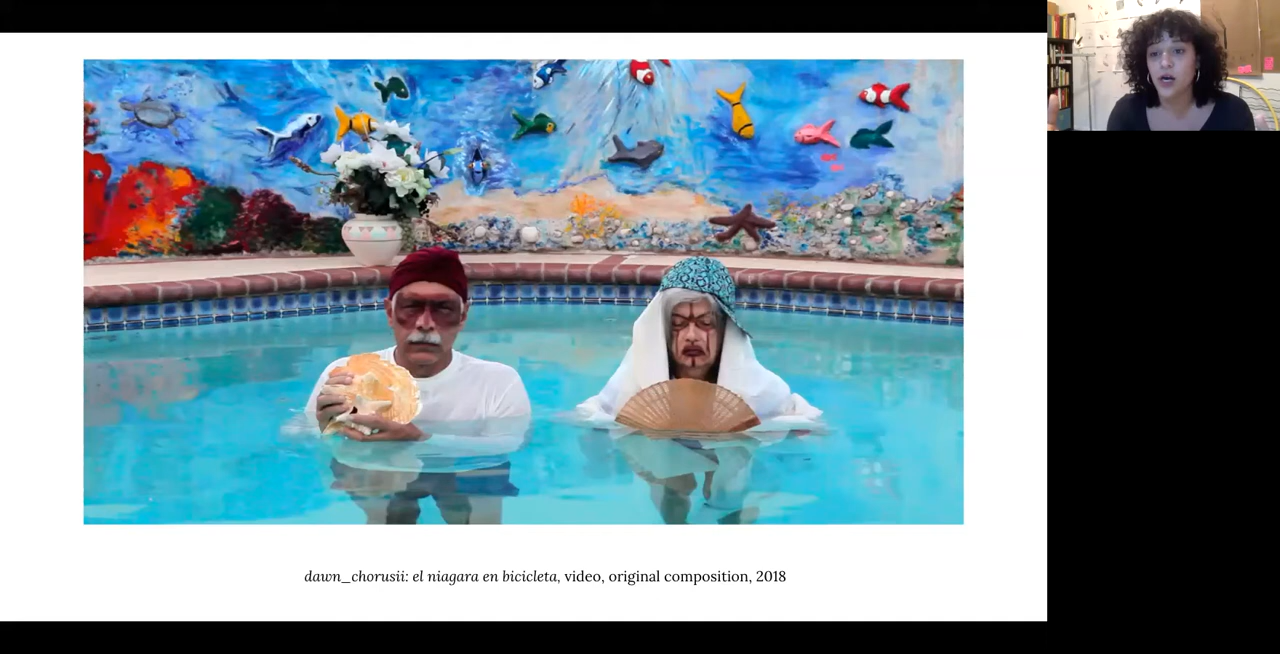 dawn_chorusii: el niagara en bicicleta, video, original composition, 2018